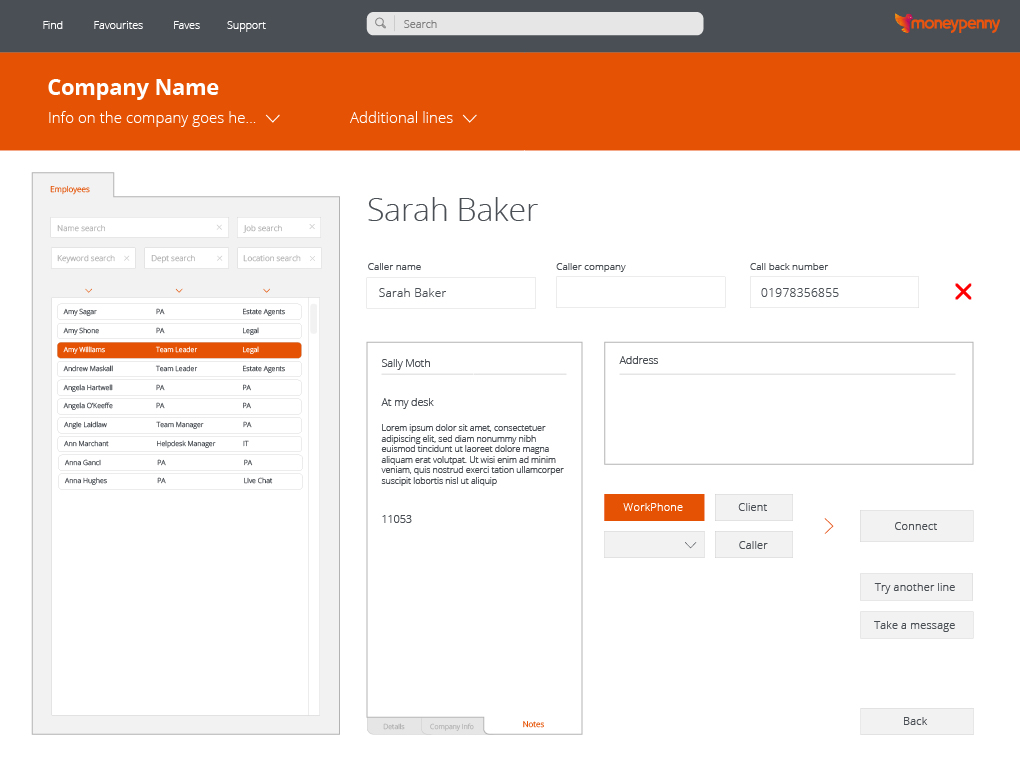 Find Favourites Faves Support
Search
moneypenny
Company Name
Info on the company goes he... Additional lines
Employees
Name search Job search
Keyword search Dept search Location search
Amy Sagar PA Estate Agents
Amy Shone PA Legal
Amy Williams Team Leader Legal
Andrew Maskall Team Leader Estate Agents
Angela Hartwell PA PA
Angela O'Keeffe PA PA
Angie Laidlaw Team Manager PA
Ann Marchant Helpdesk Manager IT
Anna Ganci PA PA
Anna Hughes PA Live Chat
Sarah Baker
Caller name Caller company Call back number
Sarah Baker 01978356855
Sally Moth
At my desk
Lorem ipsum dolor sit amet, consectetuer
adipiscing elit, sed diam nonummy nibh
euismod tincidunt ut laoreet dolore magna
aliquam erat volutpat. Ut wisi enim ad minim
veniam, quis nostrud exerci tation ullamcorper
suscipit lobortis nisl ut aliquip
11053
Details Company Info Notes
Address
WorkPhone Client
Caller
Connect
Try another line
Take a message
Back